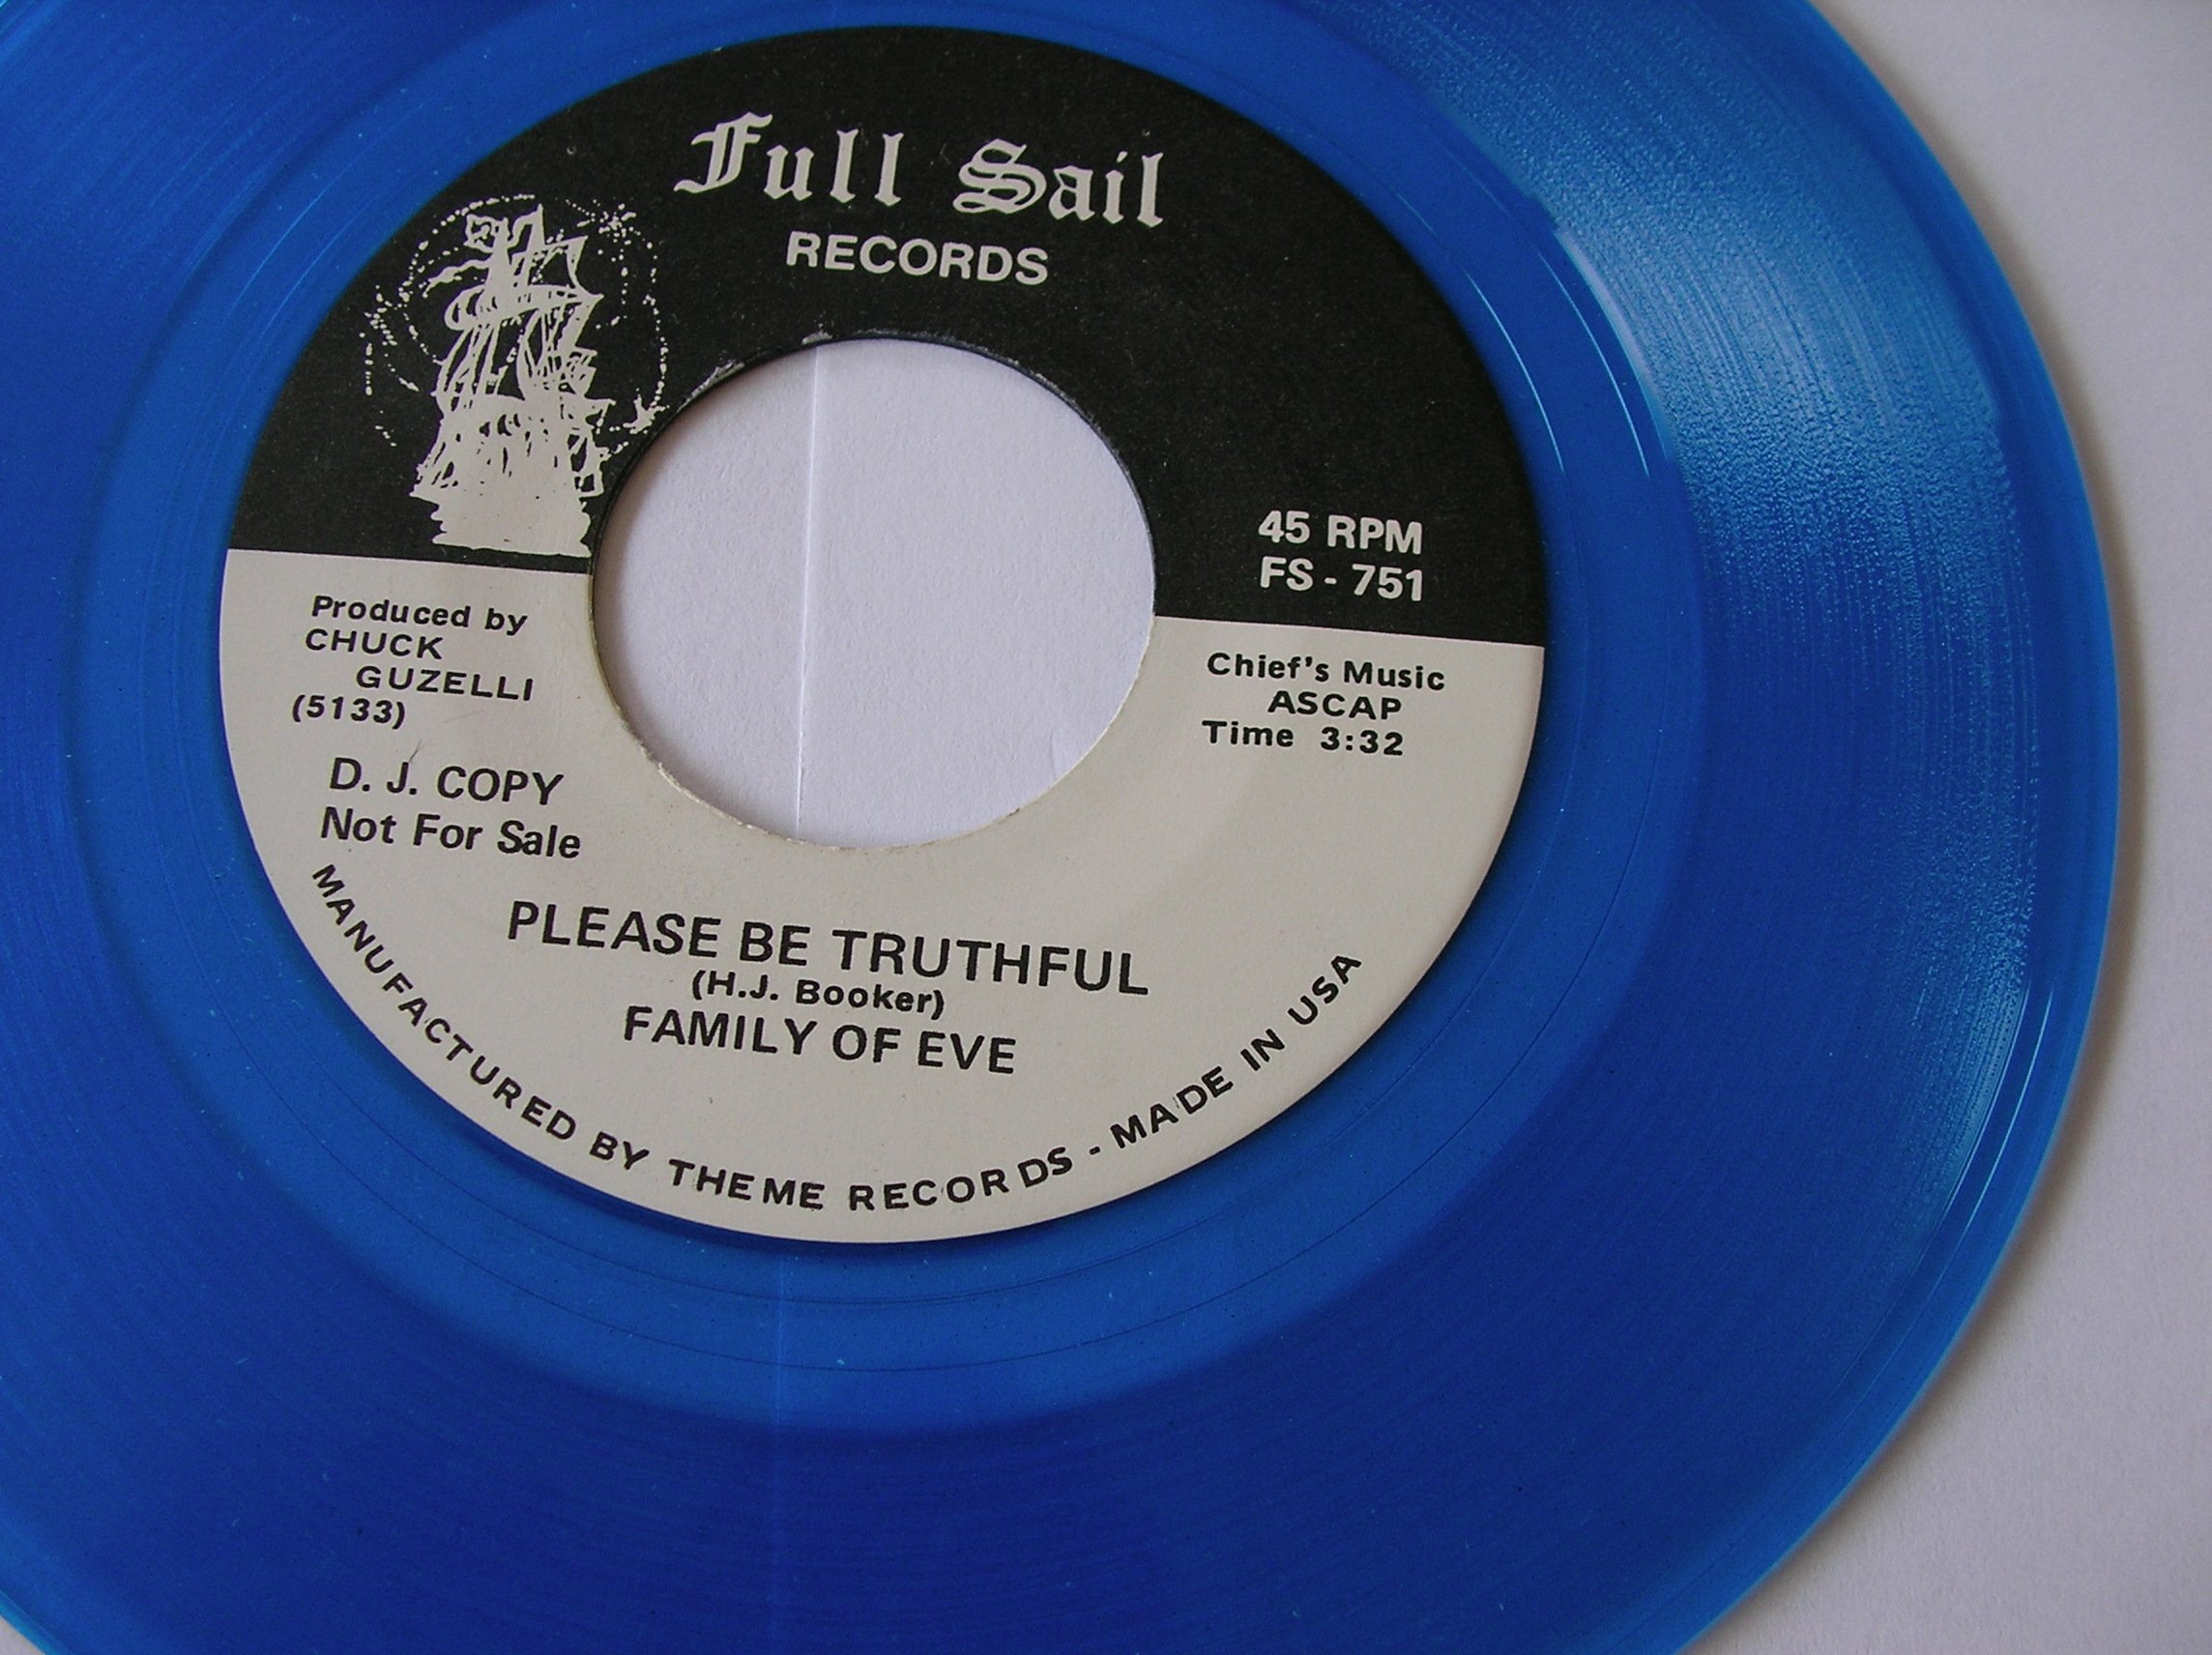 Full Sail
RECORDS
45 RPM
FS - 751
Produced by
CHUCK
GUZELLI
(5133)
Chief's Music
ASCAP
Time 3:32
D. J. COPY
Not For Sale
PLEASE BE TRUTHFUL
(H.J. Booker)
FAMILY OF EVE
MANUFACTURED BY THEME RECORDS - MADE IN USA